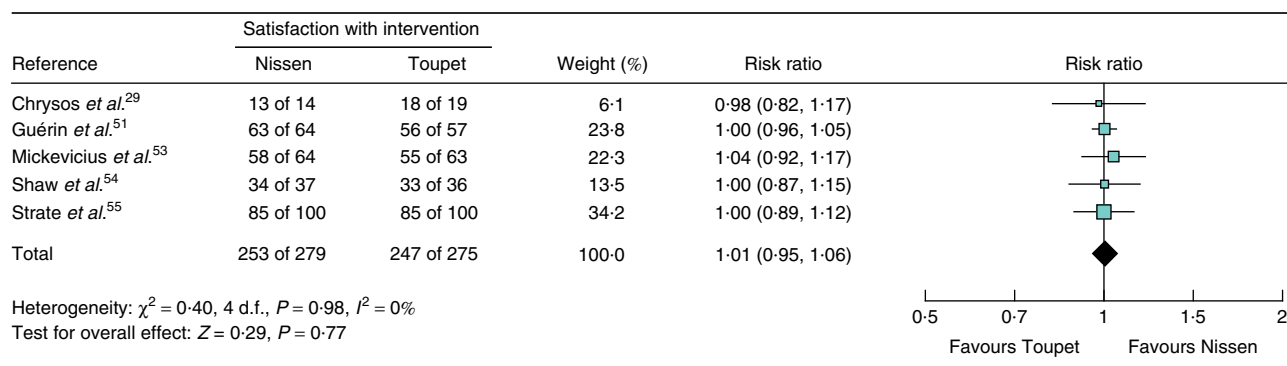 Satisfaction with intervention
Reference Nissen Toupet Weight (%) Risk ratio Risk ratio
Chrysos et al.29 13 of 14 18 of 19 6·1 0·98 (0·82, 1·17)
Guérin et al.51 63 of 64 56 of 57 23·8 1·00 (0·96, 1·05)
Mickevicius et al.53 58 of 64 55 of 63 22·3 1·04 (0·92, 1·17)
Shaw et al.54 34 of 37 33 of 36 13·5 1·00 (0·87, 1·15)
Strate et al.55 85 of 100 85 of 100 34·2 1·00 (0·89, 1·12)
Total 253 of 279 247 of 275 100·0 1·01 (0·95, 1·06)
Heterogeneity: χ2 = 0·40, 4 d.f., P = 0·98, I2 = 0%
Test for overall effect: Z = 0·29, P = 0·77
0·5 0·7 1 1·5 2
Favours Toupet Favours Nissen